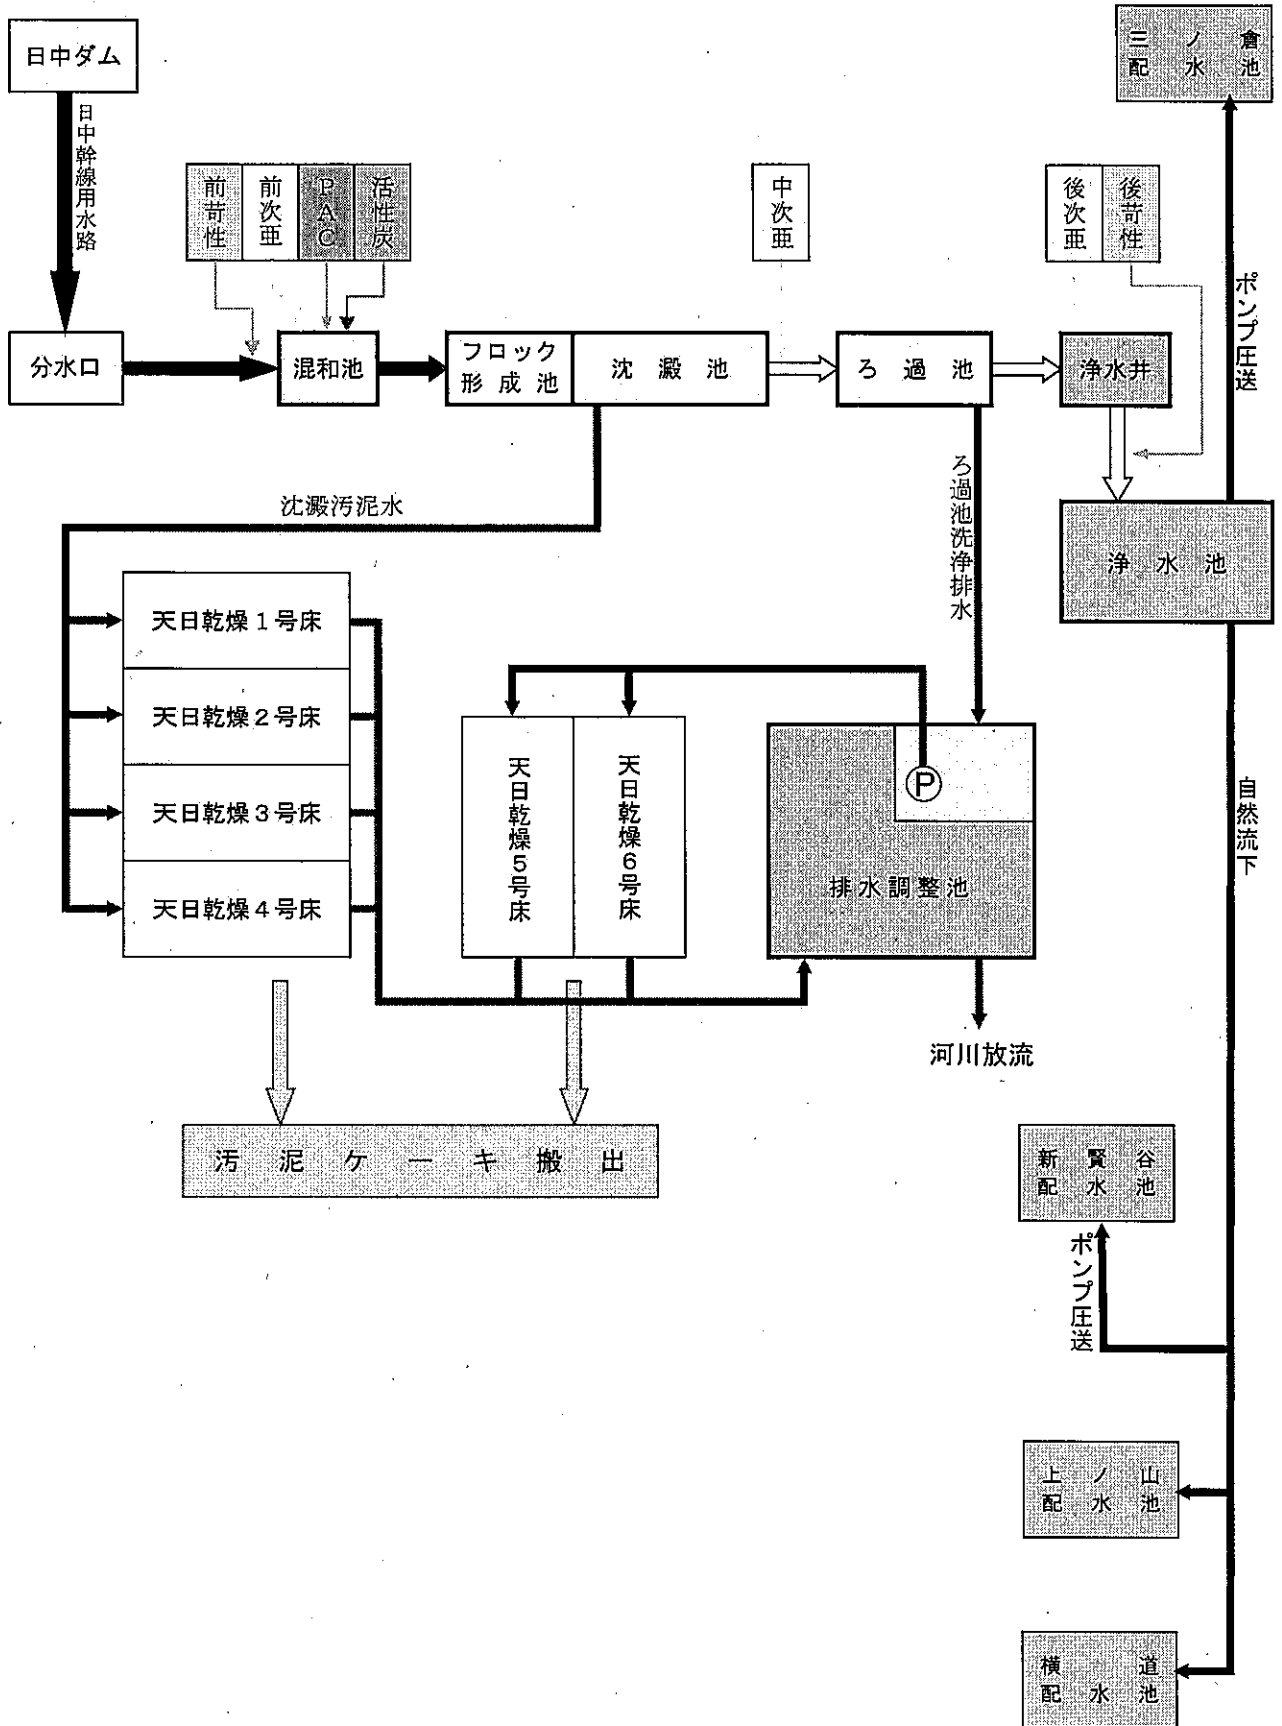 三ノ倉
配水池
日中ダム
日中幹線用水路
前苛性
前次亜
PAC
活性炭
中次亜
後次亜
後苛性
ポンプ圧送
分水口
混和池
フロック
形成池
沈澱池
ろ過池
浄水井
沈澱汚泥水
ろ過池洗浄排水
浄水池
天日乾燥1号床
天日乾燥2号床
天日乾燥3号床
天日乾燥4号床
天日乾燥5号床
天日乾燥6号床
P
排水調整池
自然流下
河川放流
汚泥ケーキ搬出
新賢谷
配水池
ポンプ圧送
上ノ山
配水池
横道
配水池